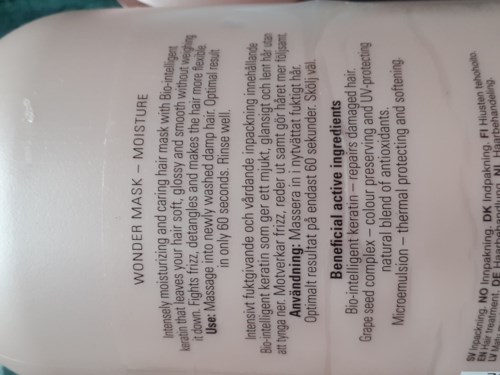 WONDER MASK – MOISTURE
Intensely moisturizing and caring hair mask with Bio-intelligent
keratin that leaves your hair soft, glossy and smooth without weighing
it down. Fights frizz, detangles and makes the hair more flexible.
Use: Massage into newly washed damp hair. Optimal result
in only 60 seconds. Rinse well.
Intensivt fuktgivande och vårdande inpackning innehållande
Bio-intelligent keratin som ger ett mjukt, glansigt och lent hår utan
att tynga ner. Motverkar frizz, reder ut samt gör håret mer följsamt.
Användning: Massera in i nytvättat fuktigt hår.
Optimalt resultat på endast 60 sekunder. Skölj väl.
Beneficial active ingredients
Bio-intelligent keratin – repairs damaged hair.
Grape seed complex – colour preserving and UV-protecting
natural blend of antioxidants.
Microemulsion – thermal protecting and softening.
SV Inpackning. NO Innpakning. DK Indpakning. FI Hiusten tehohoito.
EN Hair treatment. DE NL Haarbehandeling.
LV